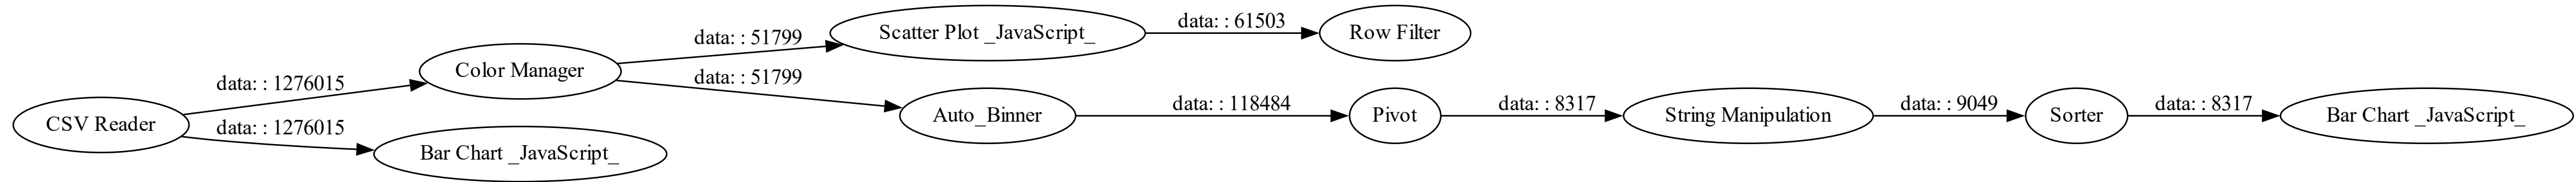 CSV Reader
data: : 1276015
data: : 1276015
Color Manager
Bar Chart _JavaScript_
data: : 51799
data: : 51799
Scatter Plot _JavaScript_
data: : 61503
Row Filter
Auto_Binner
data: : 118484
Pivot
data: : 8317
String Manipulation
data: : 9049
Sorter
data: : 8317
Bar Chart _JavaScript_